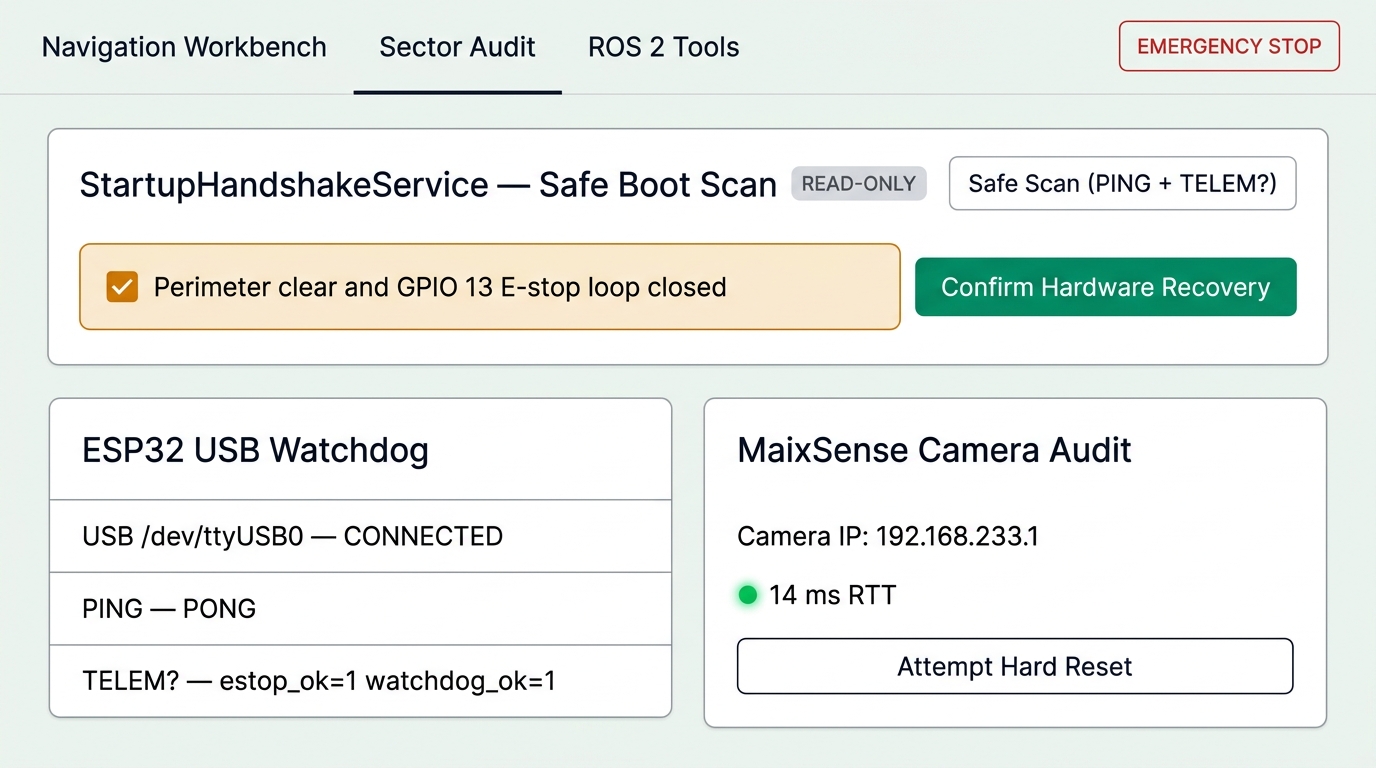 Navigation Workbench
Sector Audit
ROS 2 Tools
EMERGENCY STOP
StartupHandshakeService — Safe Boot Scan
READ-ONLY
Safe Scan (PING + TELEM?)
Perimeter clear and GPIO 13 E-stop loop closed
Confirm Hardware Recovery
ESP32 USB Watchdog
USB /dev/ttyUSB0 — CONNECTED
PING — PONG
TELEM? — estop_ok=1 watchdog_ok=1
MaixSense Camera Audit
Camera IP: 192.168.233.1
14 ms RTT
Attempt Hard Reset